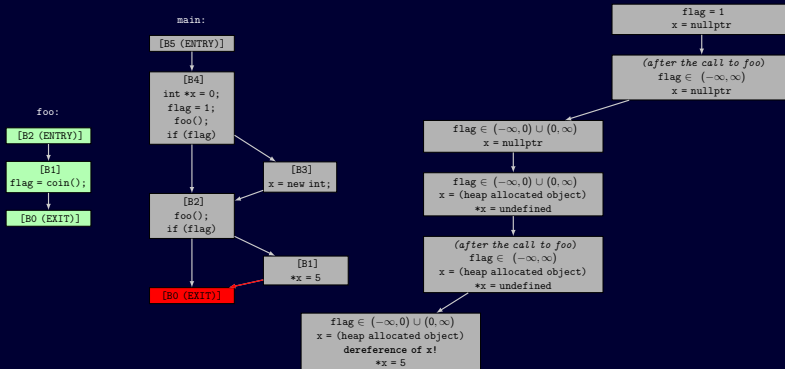 foo:
[B2 (ENTRY)]
[B1]
flag = coin();
[B0 (EXIT)]
main:
[B5 (ENTRY)]
[B4]
int *x = 0;
flag = 1;
foo();
if (flag)
[B3]
x = new int;
[B2]
foo();
if (flag)
[B1]
*x = 5
[B0 (EXIT)]
flag = 1
x = nullptr
(after the call to foo)
flag ∈ (−∞, ∞)
x = nullptr
flag ∈ (−∞, 0) ∪ (0, ∞)
x = nullptr
flag ∈ (−∞, 0) ∪ (0, ∞)
x = (heap allocated object)
*x = undefined
(after the call to foo)
flag ∈ (−∞, ∞)
x = (heap allocated object)
*x = undefined
flag ∈ (−∞, 0) ∪ (0, ∞)
x = (heap allocated object)
dereference of x!
*x = 5